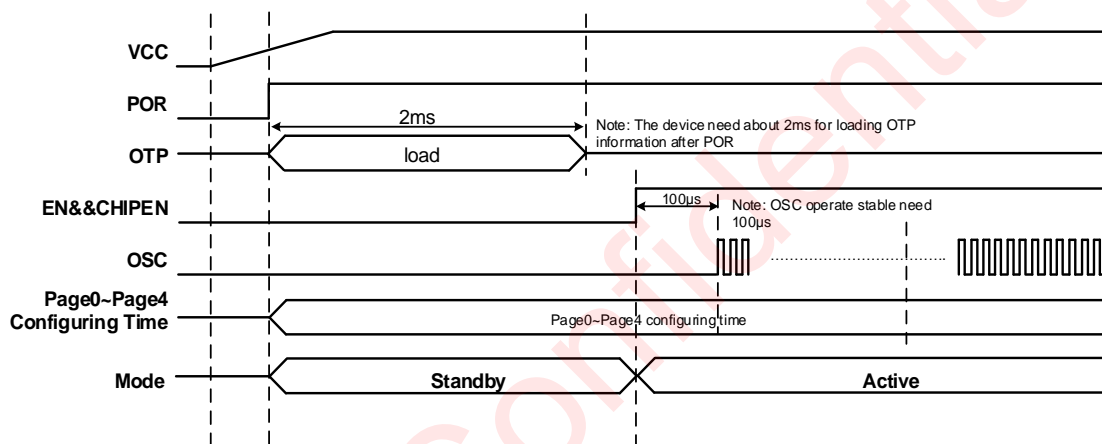 VCC
POR
2ms
Note: The device need about 2ms for loading OTP
information after POR
OTP
load
EN&&CHIPEN
100µs
Note: OSC operate stable need
100µs
OSC
Page0~Page4
Configuring Time
Page0~Page4 configuring time
Mode
Standby
Active
Confidential